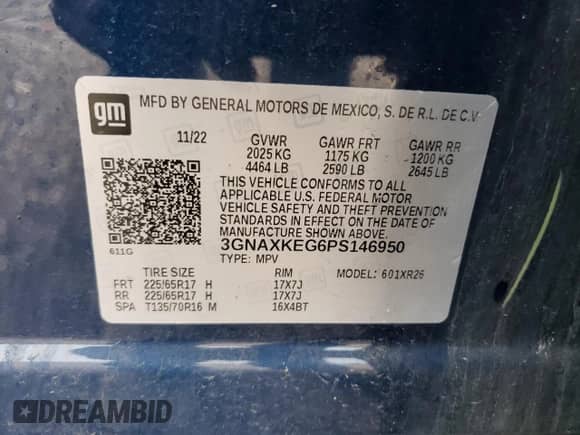 gm
MFD BY GENERAL MOTORS DE MEXICO, S. DE R.L. DE C.V
11/22 GVWR GAWR FRT GAWR RR
2025 KG 1175 KG 1200 KG
4464 LB 2590 LB 2645 LB
THIS VEHICLE CONFORMS TO ALL
APPLICABLE U.S. FEDERAL MOTOR
VEHICLE SAFETY AND THEFT PREVENTION
STANDARDS IN EFFECT ON THE DATE OF
MANUFACTURE SHOWN ABOVE.
3GNAXKEG6PS146950
611G
TYPE: MPV
TIRE SIZE RIM MODEL: 601XR26
FRT 225/65R17 H 17X7J
RR 225/65R17 H 17X7J
SPA T135/70R16 M 16X4BT
DREAMBID